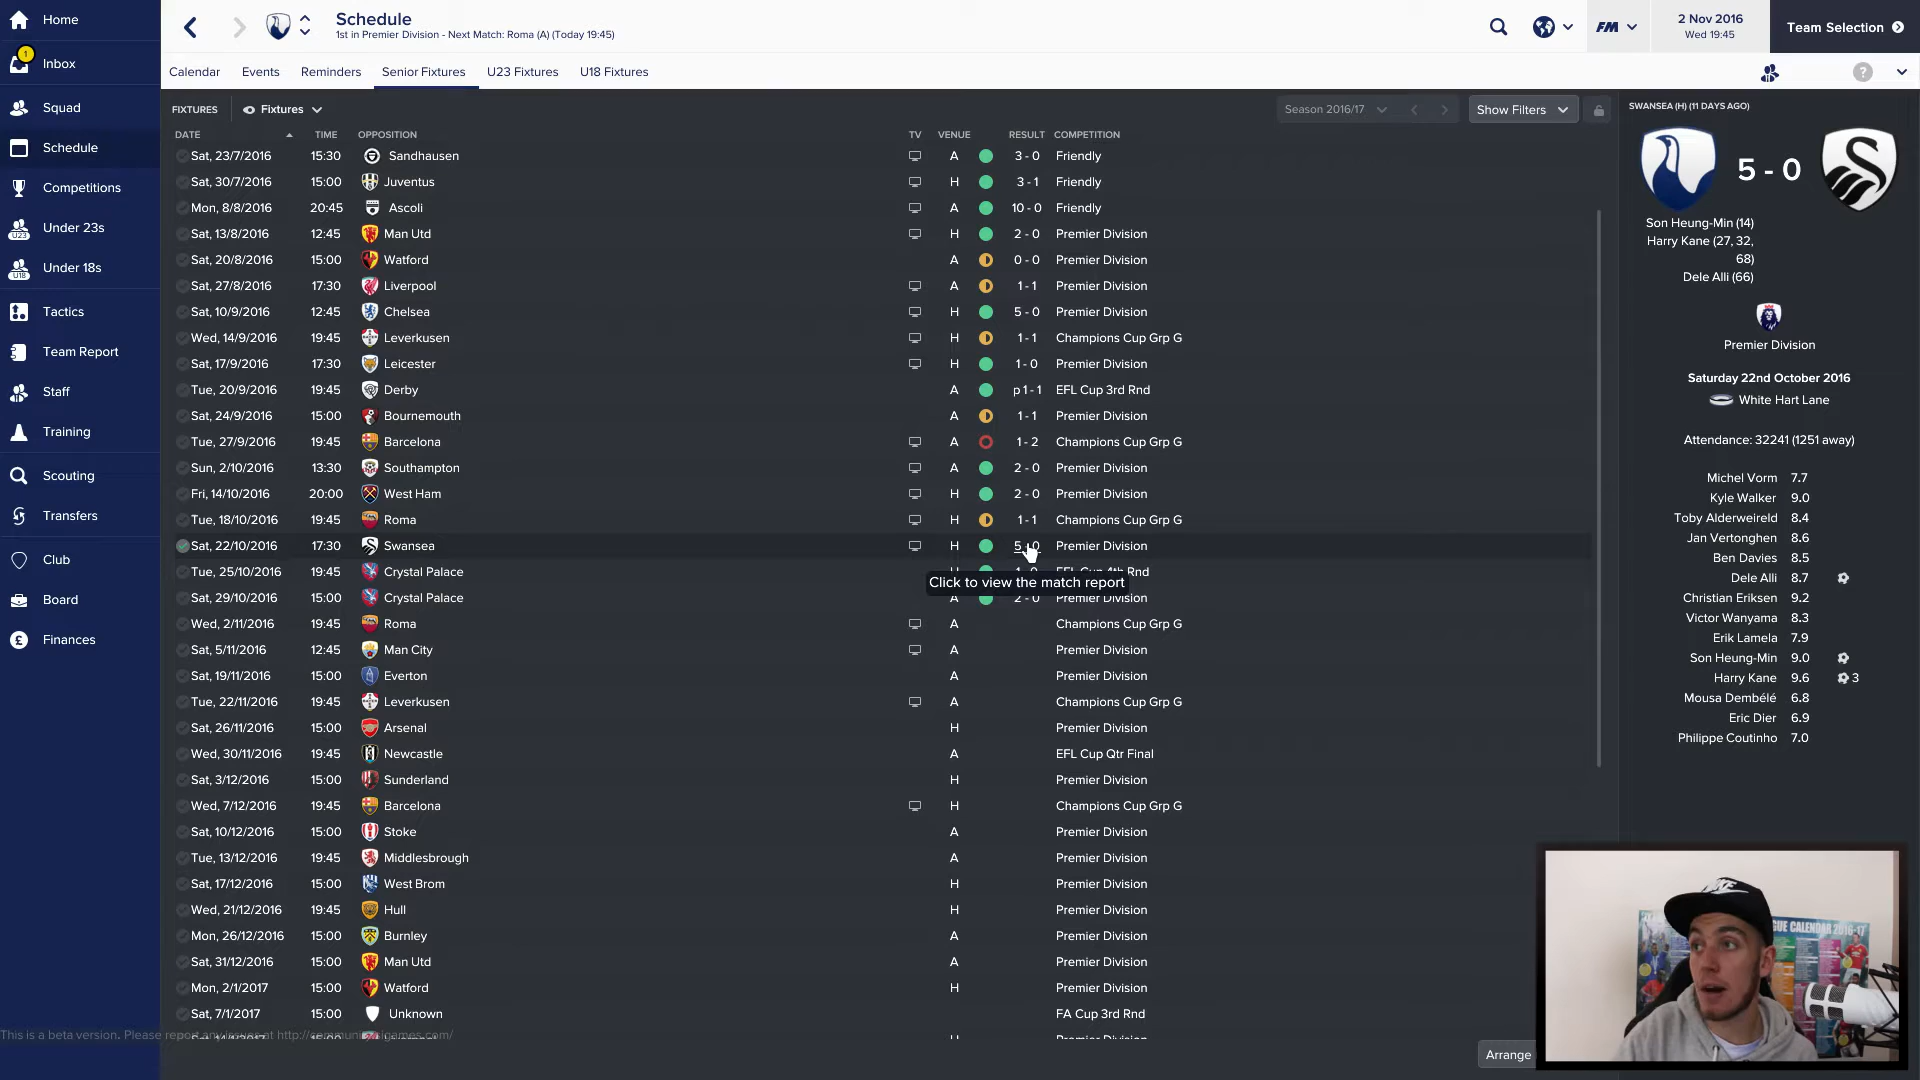 Home
1
Inbox
Squad
Schedule
Competitions
U23
Under 23s
U18
Under 18s
Tactics
Team Report
Staff
Training
Scouting
Transfers
Club
Board
Finances
Schedule
1st in Premier Division - Next Match: Roma (A) (Today 19:45)
FM
2 Nov 2016
Wed 19:45
Team Selection
Calendar Events Reminders Senior Fixtures U23 Fixtures U18 Fixtures
?
FIXTURES Fixtures
Season 2016/17
Show Filters
DATE TIME OPPOSITION TV VENUE RESULT COMPETITION
Sat, 23/7/2016 15:30 Sandhausen A 3 - 0 Friendly
Sat, 30/7/2016 15:00 Juventus H 3 - 1 Friendly
Mon, 8/8/2016 20:45 Ascoli A 10 - 0 Friendly
Sat, 13/8/2016 12:45 Man Utd H 2 - 0 Premier Division
Sat, 20/8/2016 15:00 Watford A 0 - 0 Premier Division
Sat, 27/8/2016 17:30 Liverpool A 1 - 1 Premier Division
Sat, 10/9/2016 12:45 Chelsea H 5 - 0 Premier Division
Wed, 14/9/2016 19:45 Leverkusen H 1 - 1 Champions Cup Grp G
Sat, 17/9/2016 17:30 Leicester H 1 - 0 Premier Division
Tue, 20/9/2016 19:45 Derby A p 1 - 1 EFL Cup 3rd Rnd
Sat, 24/9/2016 15:00 Bournemouth A 1 - 1 Premier Division
Tue, 27/9/2016 19:45 Barcelona A 1 - 2 Champions Cup Grp G
Sun, 2/10/2016 13:30 Southampton A 2 - 0 Premier Division
Fri, 14/10/2016 20:00 West Ham H 2 - 0 Premier Division
Tue, 18/10/2016 19:45 Roma H 1 - 1 Champions Cup Grp G
Sat, 22/10/2016 17:30 Swansea H 5 - 0 Premier Division
Tue, 25/10/2016 19:45 Crystal Palace Rnd
Click to view the match report
Sat, 29/10/2016 15:00 Crystal Palace A 2 - 0 Premier Division
Wed, 2/11/2016 19:45 Roma A Champions Cup Grp G
Sat, 5/11/2016 12:45 Man City A Premier Division
Sat, 19/11/2016 15:00 Everton A Premier Division
Tue, 22/11/2016 19:45 Leverkusen A Champions Cup Grp G
Sat, 26/11/2016 15:00 Arsenal H Premier Division
Wed, 30/11/2016 19:45 Newcastle A EFL Cup Qtr Final
Sat, 3/12/2016 15:00 Sunderland H Premier Division
Wed, 7/12/2016 19:45 Barcelona H Champions Cup Grp G
Sat, 10/12/2016 15:00 Stoke A Premier Division
Tue, 13/12/2016 19:45 Middlesbrough A Premier Division
Sat, 17/12/2016 15:00 West Brom H Premier Division
Wed, 21/12/2016 19:45 Hull H Premier Division
Mon, 26/12/2016 15:00 Burnley A Premier Division
Sat, 31/12/2016 15:00 Man Utd A Premier Division
Mon, 2/1/2017 15:00 Watford H Premier Division
Sat, 7/1/2017 15:00 Unknown FA Cup 3rd Rnd
This is a beta version. Please report any issues at
Arrange
SWANSEA (H) (11 DAYS AGO)
5 - 0
Son Heung-Min (14)
Harry Kane (27, 32,
68)
Dele Alli (66)
Premier Division
Saturday 22nd October 2016
White Hart Lane
Attendance: 32241 (1251 away)
Michel Vorm 7.7
Kyle Walker 9.0
Toby Alderweireld 8.4
Jan Vertonghen 8.6
Ben Davies 8.5
Dele Alli 8.7
Christian Eriksen 9.2
Victor Wanyama 8.3
Erik Lamela 7.9
Son Heung-Min 9.0
Harry Kane 9.6 3
Mousa Dembélé 6.8
Eric Dier 6.9
Philippe Coutinho 7.0
GUE CALENDAR 2016-17